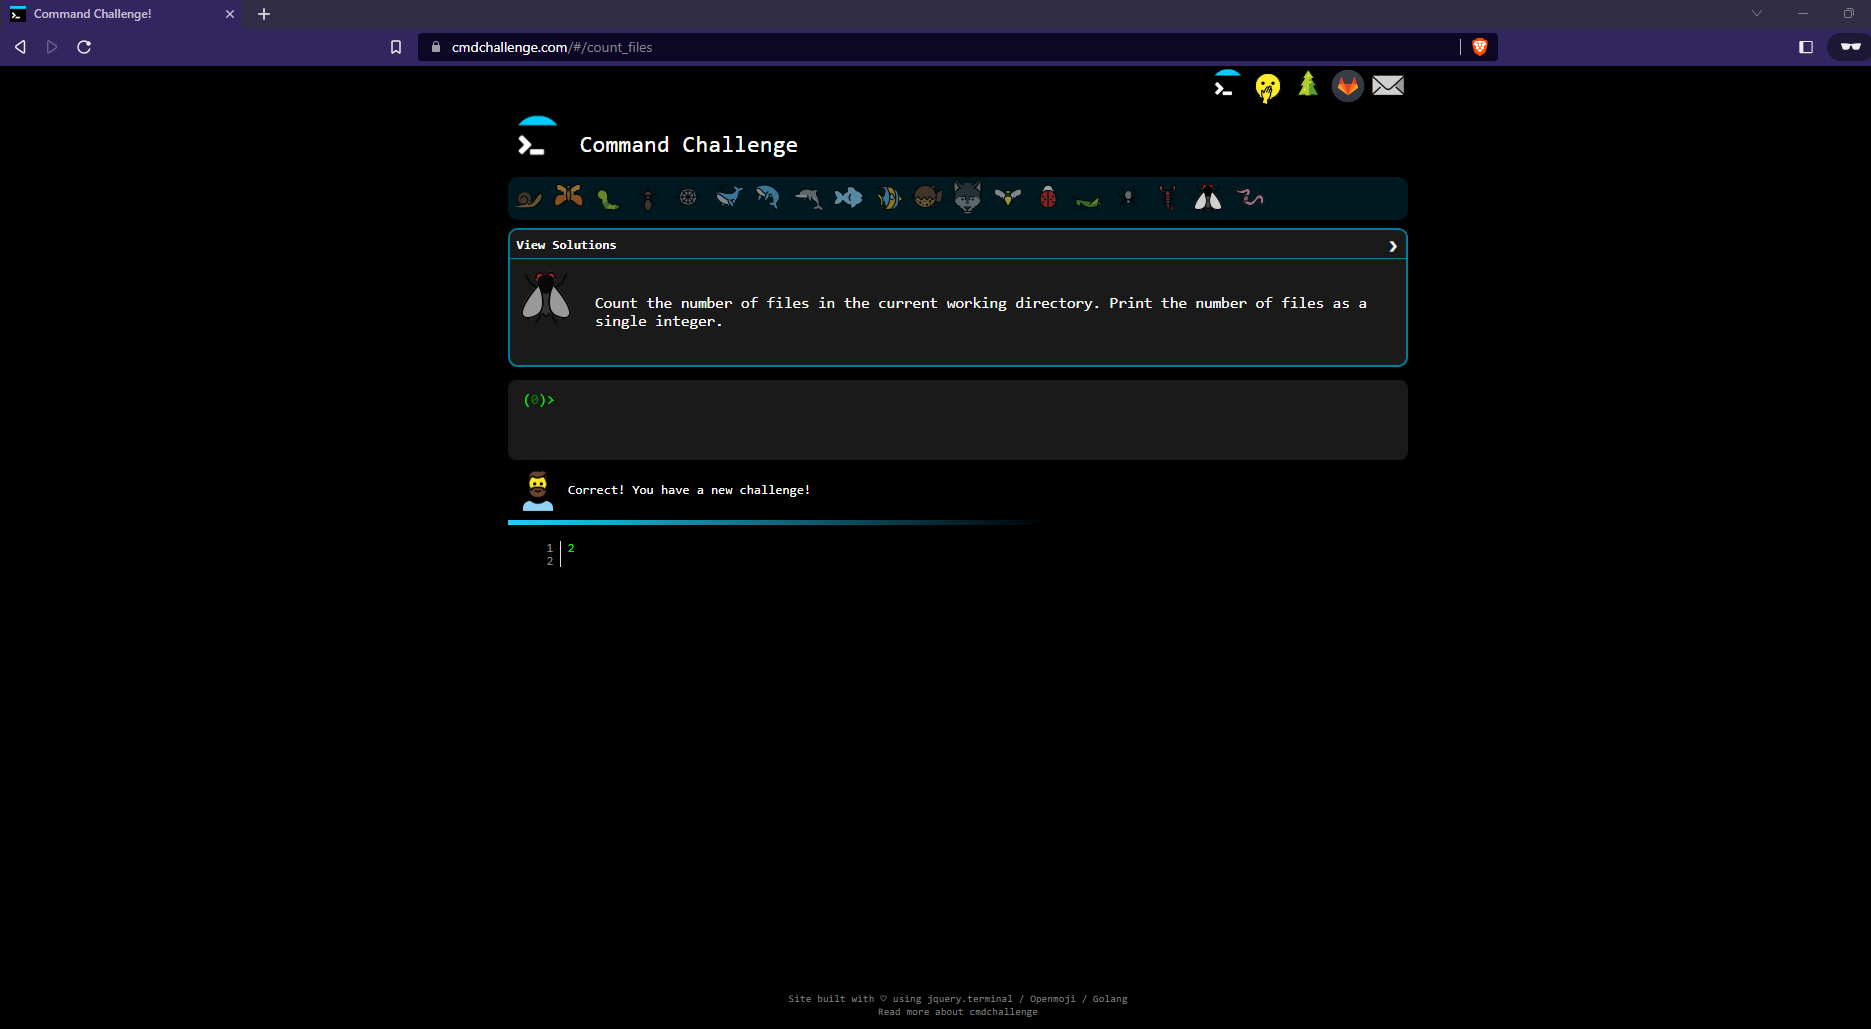 Command Challenge!
cmdchallenge.com/#/count_files
Command Challenge
View Solutions
Count the number of files in the current working directory. Print the number of files as a
single integer.
(0)>
Correct! You have a new challenge!
1 2
2
Site built with ♡ using jquery.terminal / Openmoji / Golang
Read more about cmdchallenge